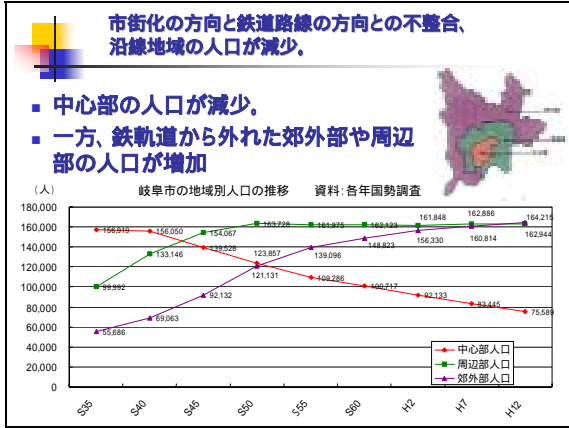 市街化の方向と鉄道路線の方向との不整合、
沿線地域の人口が減少．
中心部の人口が減少．
一方、鉄軌道から外れた郊外部や周辺
部の人口が増加
（人）
岐阜市の地域別人口の推移　資料：各年国勢調査
180,000
160,000
140,000
120,000
100,000
80,000
60,000
40,000
20,000
0
156,919
156,050
139,528
123,857
109,286
100,717
92,133
83,445
75,589
99,992
133,146
154,067
163,728
161,975
162,123
161,848
162,886
162,944
55,686
69,063
92,132
121,131
139,096
148,823
156,330
160,814
164,215
中心部人口
周辺部人口
郊外部人口
S35
S40
S45
S50
S55
S60
H2
H7
H12